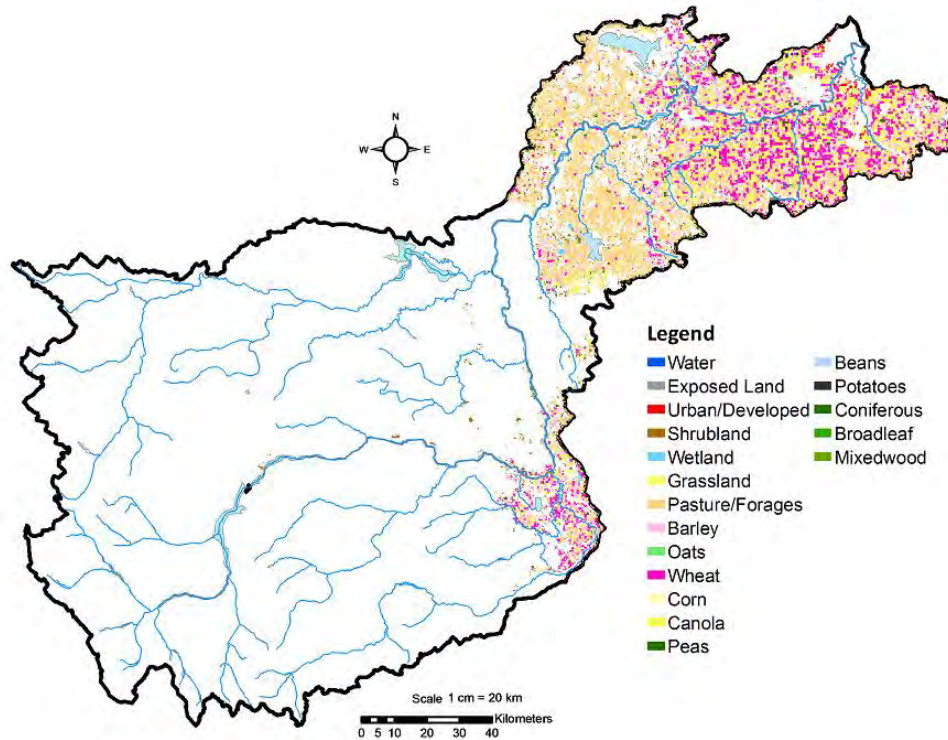 N
W E
S
Legend
Water
Exposed Land
Urban/Developed
Shrubland
Wetland
Grassland
Pasture/Forages
Barley
Oats
Wheat
Corn
Canola
Peas
Beans
Potatoes
Coniferous
Broadleaf
Mixedwood
Scale 1 cm = 20 km
Kilometers
0 5 10 20 30 40